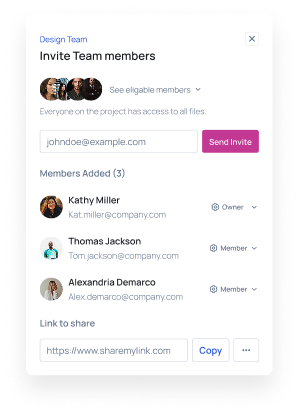 Design Team
Invite Team members
See eligable members
Everyone on the project has access to all files:
johndoe@example.com
Send Invite
Members Added (3)
Kathy Miller
Kat.miller@company.com
Owner
Thomas Jackson
Tom.jackson@company.com
Member
Alexandria Demarco
Alex.demarco@company.com
Member
Link to share
https://www.sharemylink.com
Copy